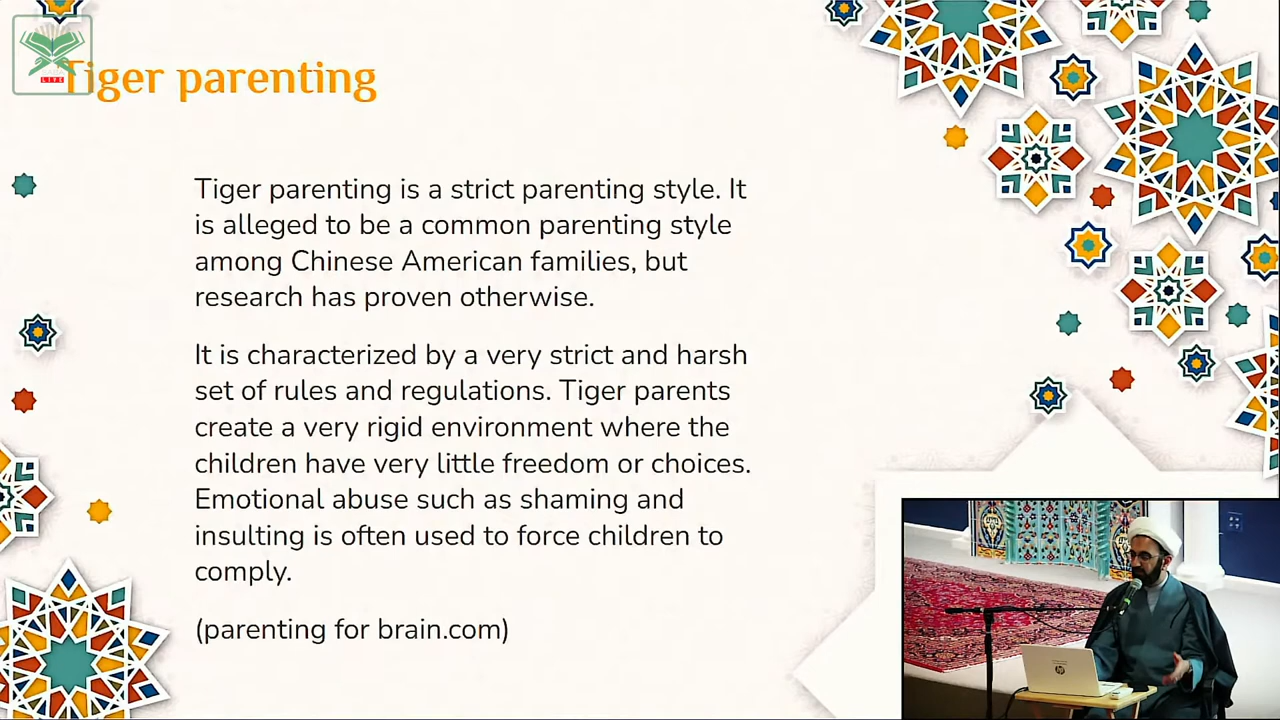 LIFE
Tiger parenting
Tiger parenting is a strict parenting style. It
is alleged to be a common parenting style
among Chinese American families, but
research has proven otherwise.
It is characterized by a very strict and harsh
set of rules and regulations. Tiger parents
create a very rigid environment where the
children have very little freedom or choices.
Emotional abuse such as shaming and
insulting is often used to force children to
comply.
(parenting for brain.com)
hp